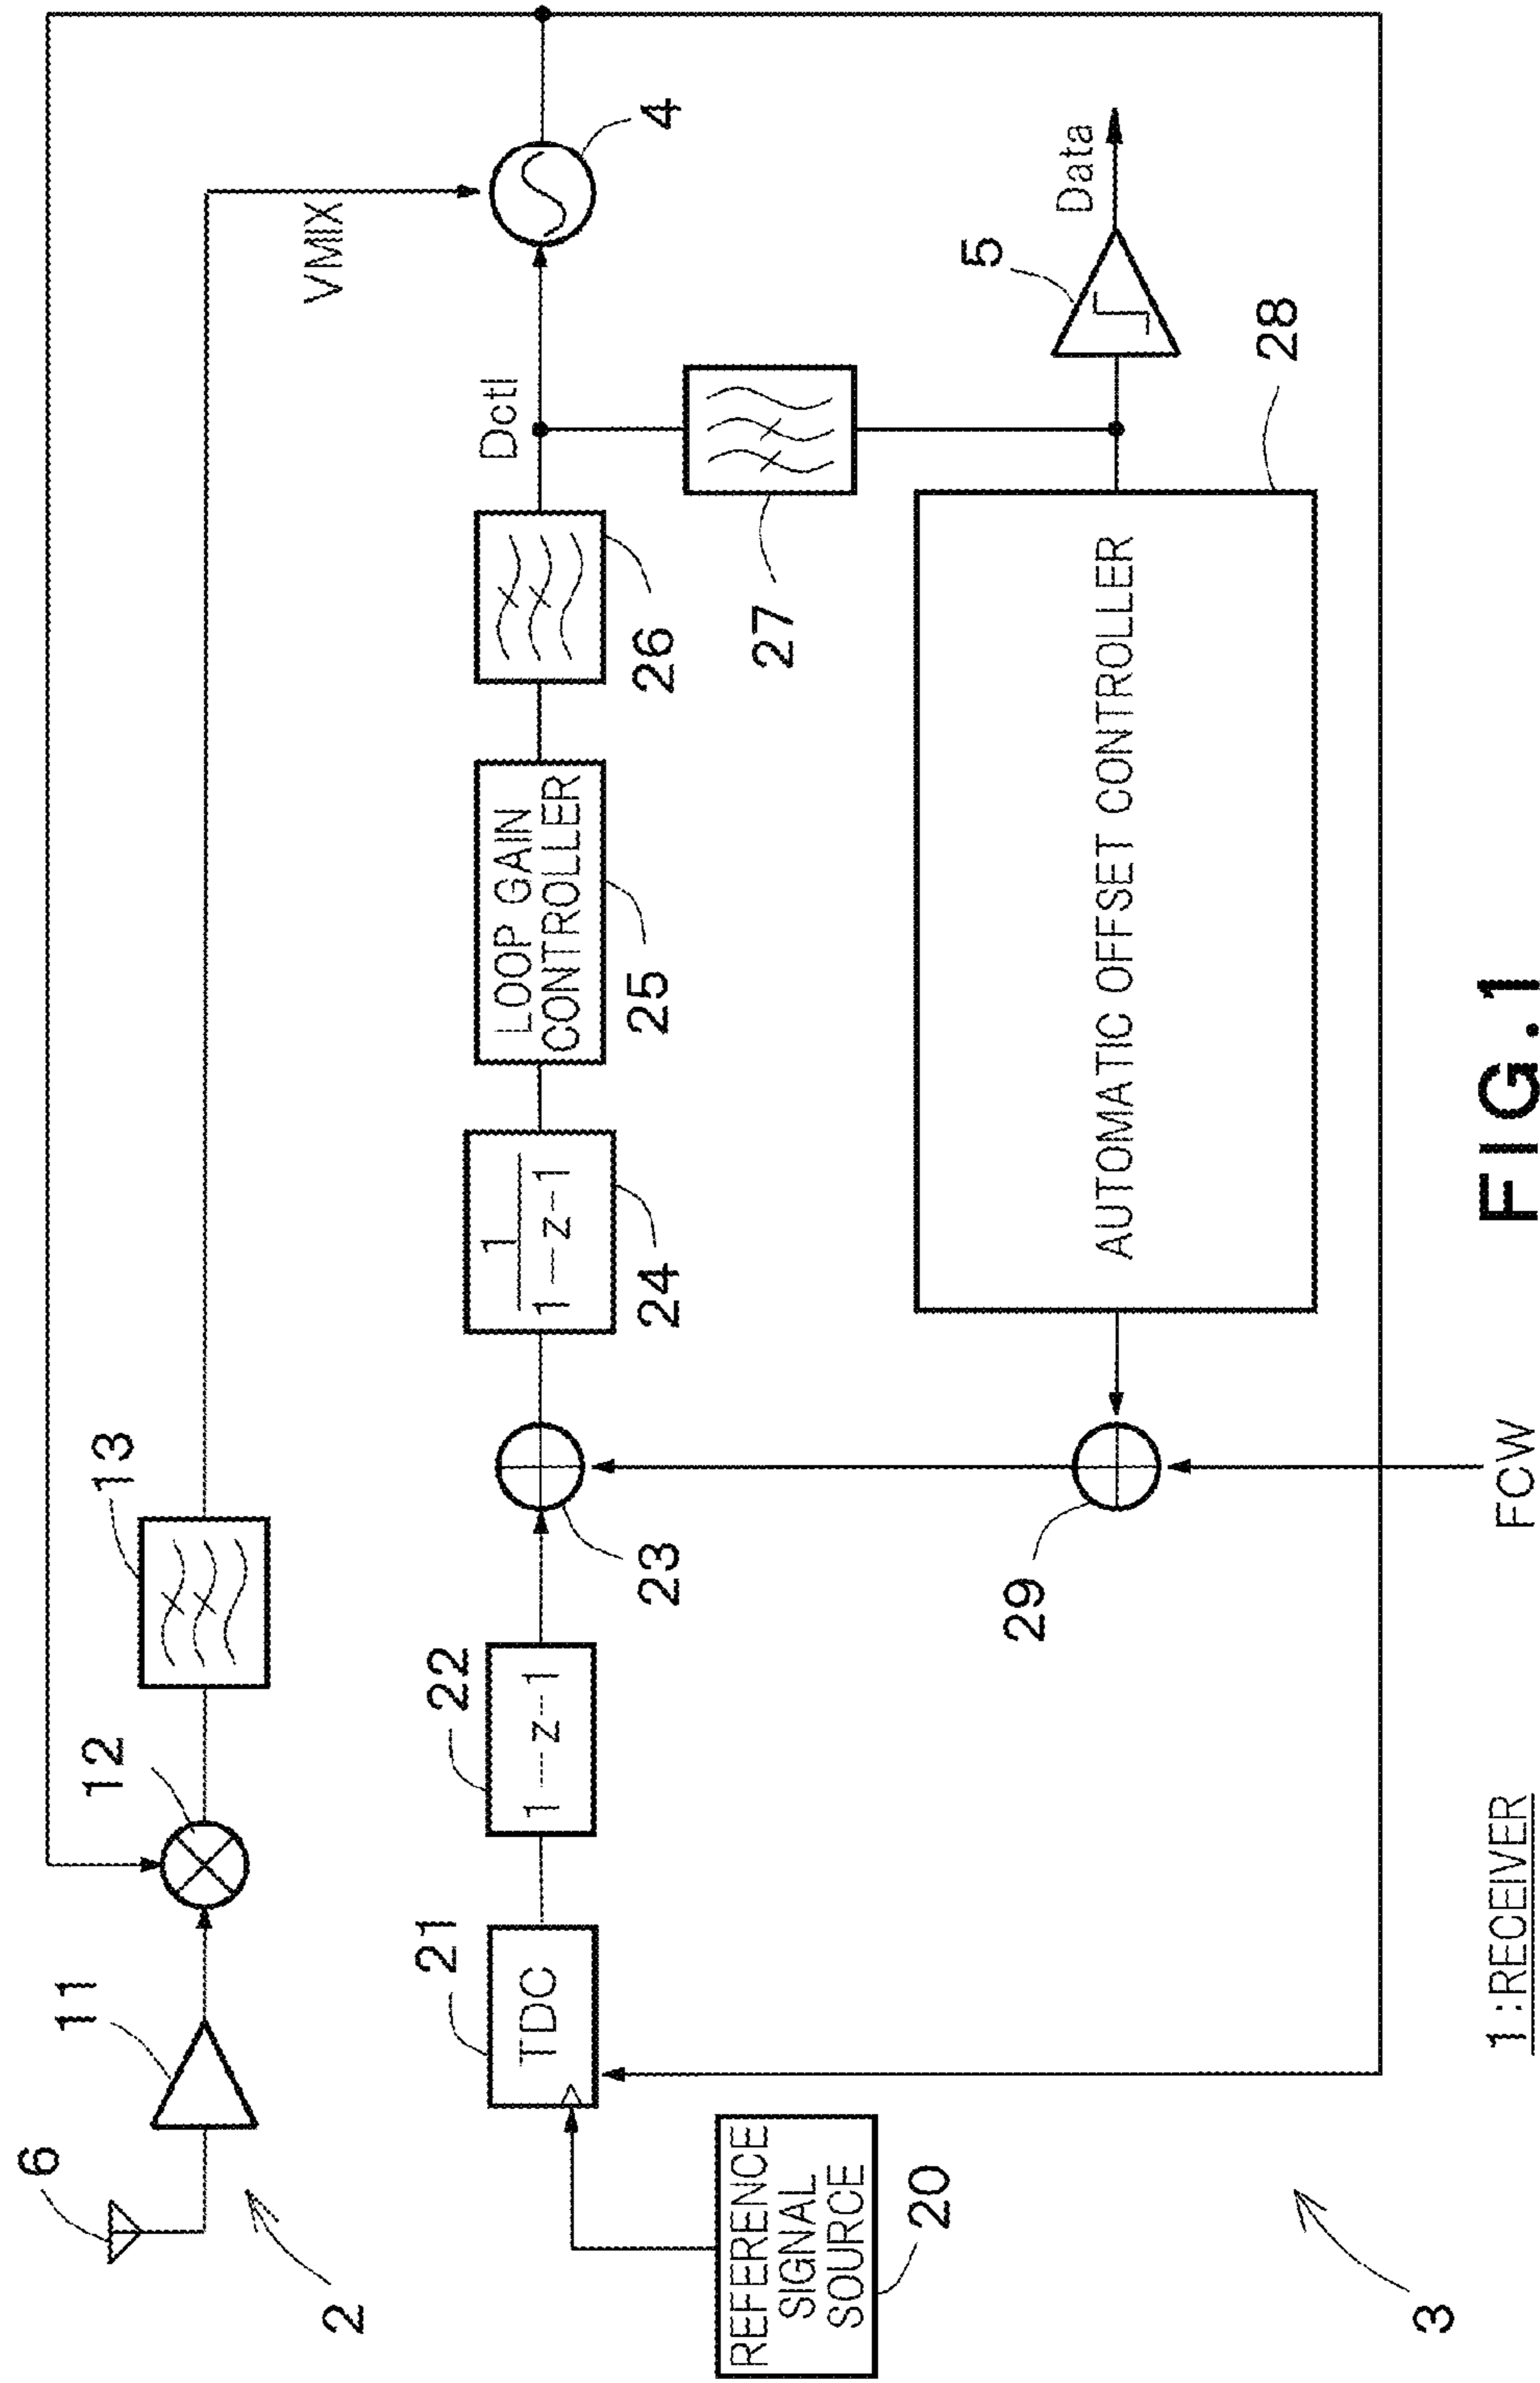 6
11
12
13
VMIX
2
4
REFERENCE
SIGNAL
SOURCE
20
TDC
21
1-z-1
22
23
1
1-z-1
24
LOOP GAIN
CONTROLLER
25
26
Dctl
27
5
Data
AUTOMATIC OFFSET CONTROLLER
28
29
FCW
3
1:RECEIVER
FIG.1